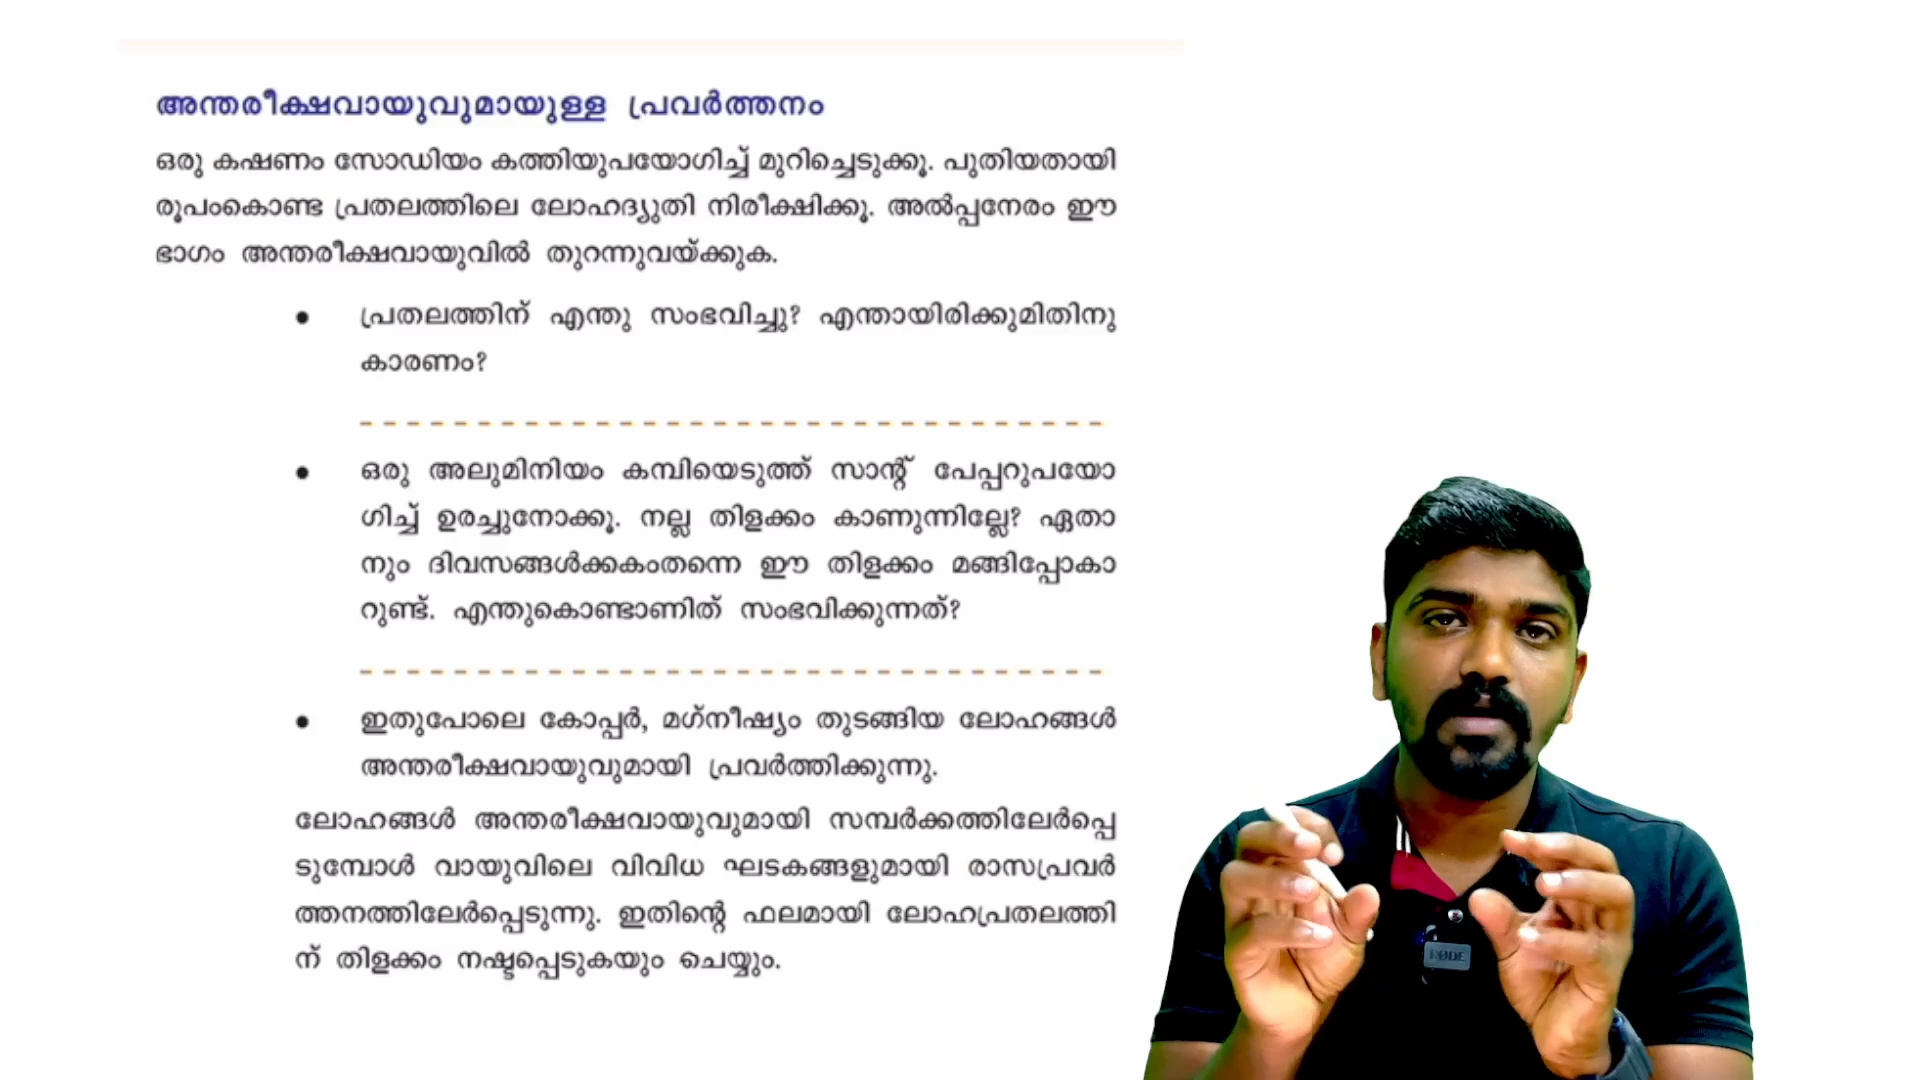 അന്തരീക്ഷവായുവുമായുള്ള പ്രവർത്തനം
ഒരു കഷണം സോഡിയം കത്തിയുപയോഗിച്ച് മുറിച്ചെടുക്കൂ. പുതിയതായി
രൂപംകൊണ്ട പ്രതലത്തിലെ ലോഹദ്യുതി നിരീക്ഷിക്കൂ. അൽപ്പനേരം ഈ
ഭാഗം അന്തരീക്ഷവായുവിൽ തുറന്നുവയ്ക്കുക.
• പ്രതലത്തിന് എന്തു സംഭവിച്ചു? എന്തായിരിക്കുമിതിനു
കാരണം?
• ഒരു അലുമിനിയം കമ്പിയെടുത്ത് സാന്റ് പേപ്പറുപയോ
ഗിച്ച് ഉരച്ചുനോക്കൂ. നല്ല തിളക്കം കാണുന്നില്ലേ? ഏതാ
നും ദിവസങ്ങൾക്കകംതന്നെ ഈ തിളക്കം മങ്ങിപ്പോകാ
റുണ്ട്. എന്തുകൊണ്ടാണിത് സംഭവിക്കുന്നത്?
• ഇതുപോലെ കോപ്പർ, മഗ്നീഷ്യം തുടങ്ങിയ ലോഹങ്ങൾ
അന്തരീക്ഷവായുവുമായി പ്രവർത്തിക്കുന്നു.
ലോഹങ്ങൾ അന്തരീക്ഷവായുവുമായി സമ്പർക്കത്തിലേർപ്പെ
ടുമ്പോൾ വായുവിലെ വിവിധ ഘടകങ്ങളുമായി രാസപ്രവർ
ത്തനത്തിലേർപ്പെടുന്നു. ഇതിന്റെ ഫലമായി ലോഹപ്രതലത്തി
ന് തിളക്കം നഷ്ടപ്പെടുകയും ചെയ്യും.
RØDE